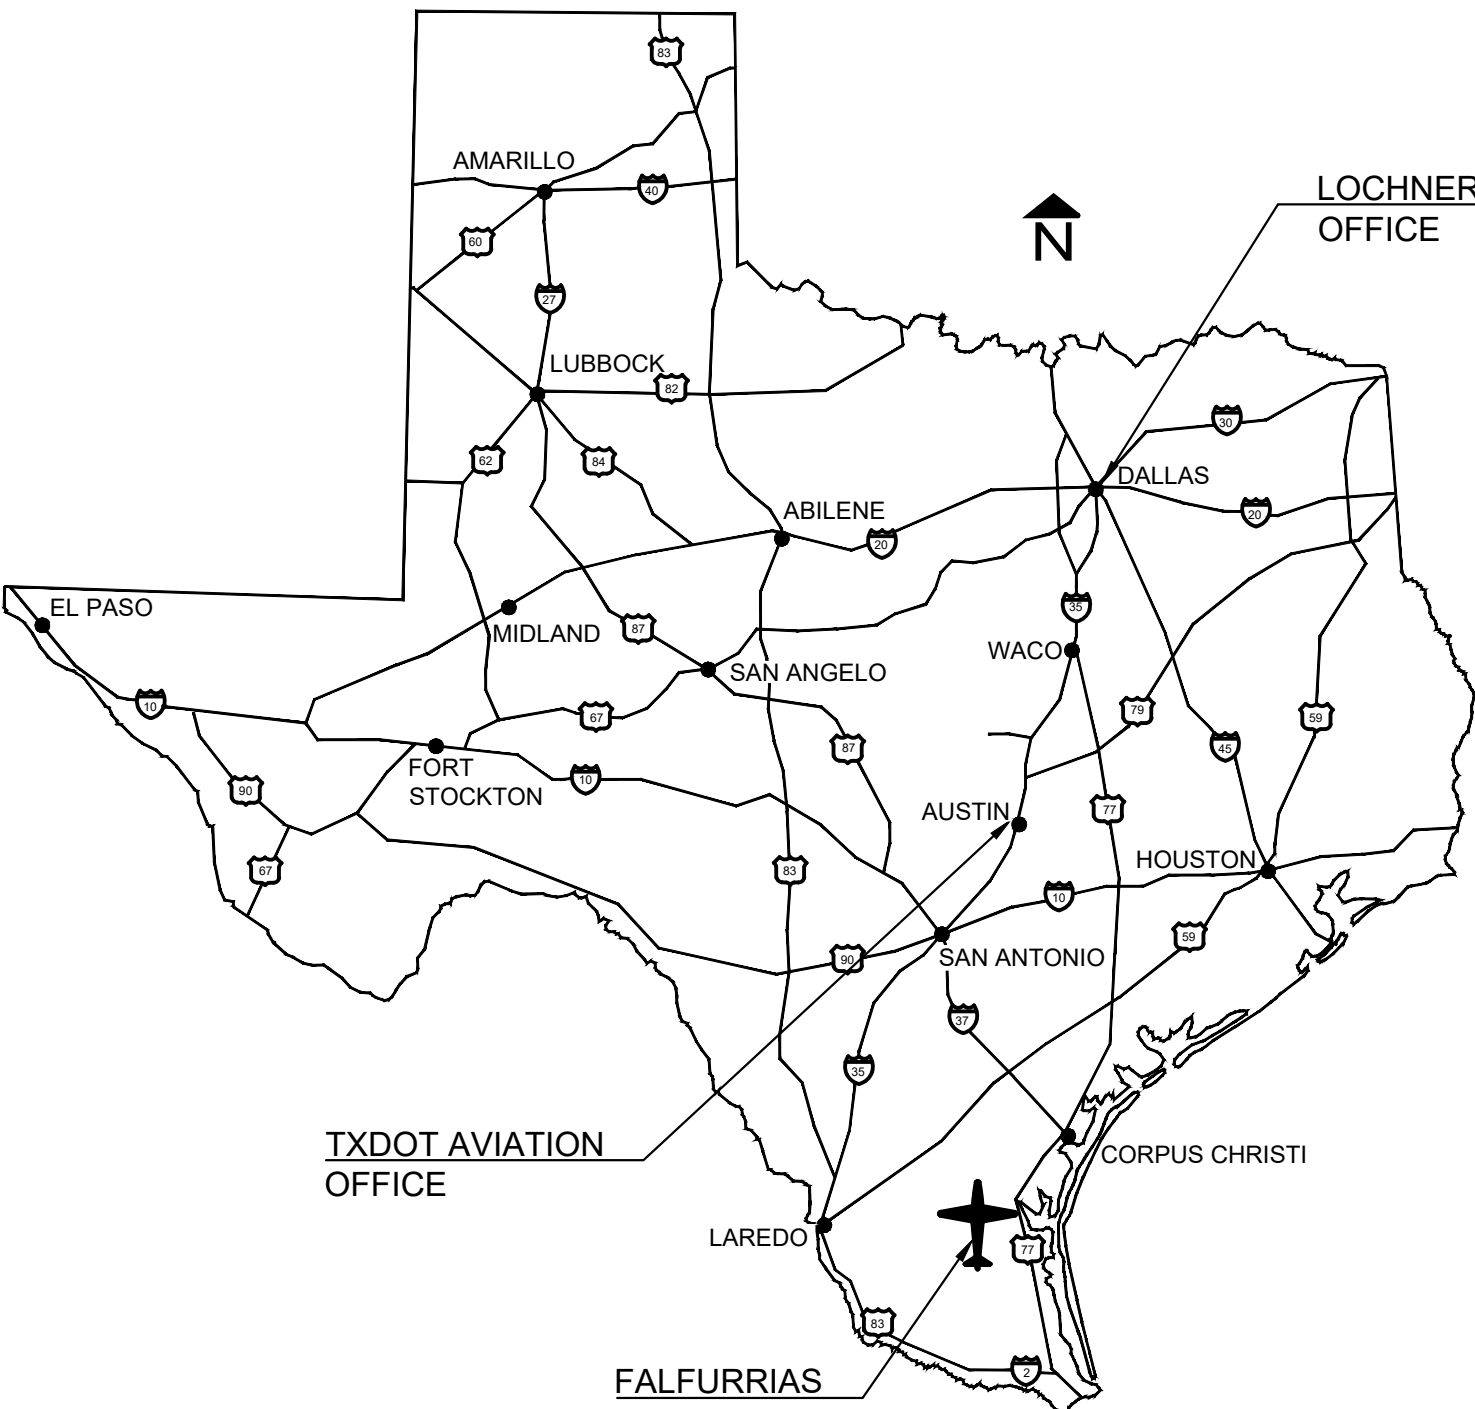 83
AMARILLO
40
LOCHNER
OFFICE
N
60
27
LUBBOCK
82
30
62
84
DALLAS
ABILENE
20
20
EL PASO
MIDLAND
35
87
WACO
SAN ANGELO
10
67
79
59
87
45
FORT
STOCKTON
10
90
AUSTIN
77
67
83
HOUSTON
10
59
90
SAN ANTONIO
37
35
TXDOT AVIATION
OFFICE
CORPUS CHRISTI
LAREDO
77
83
2
FALFURRIAS